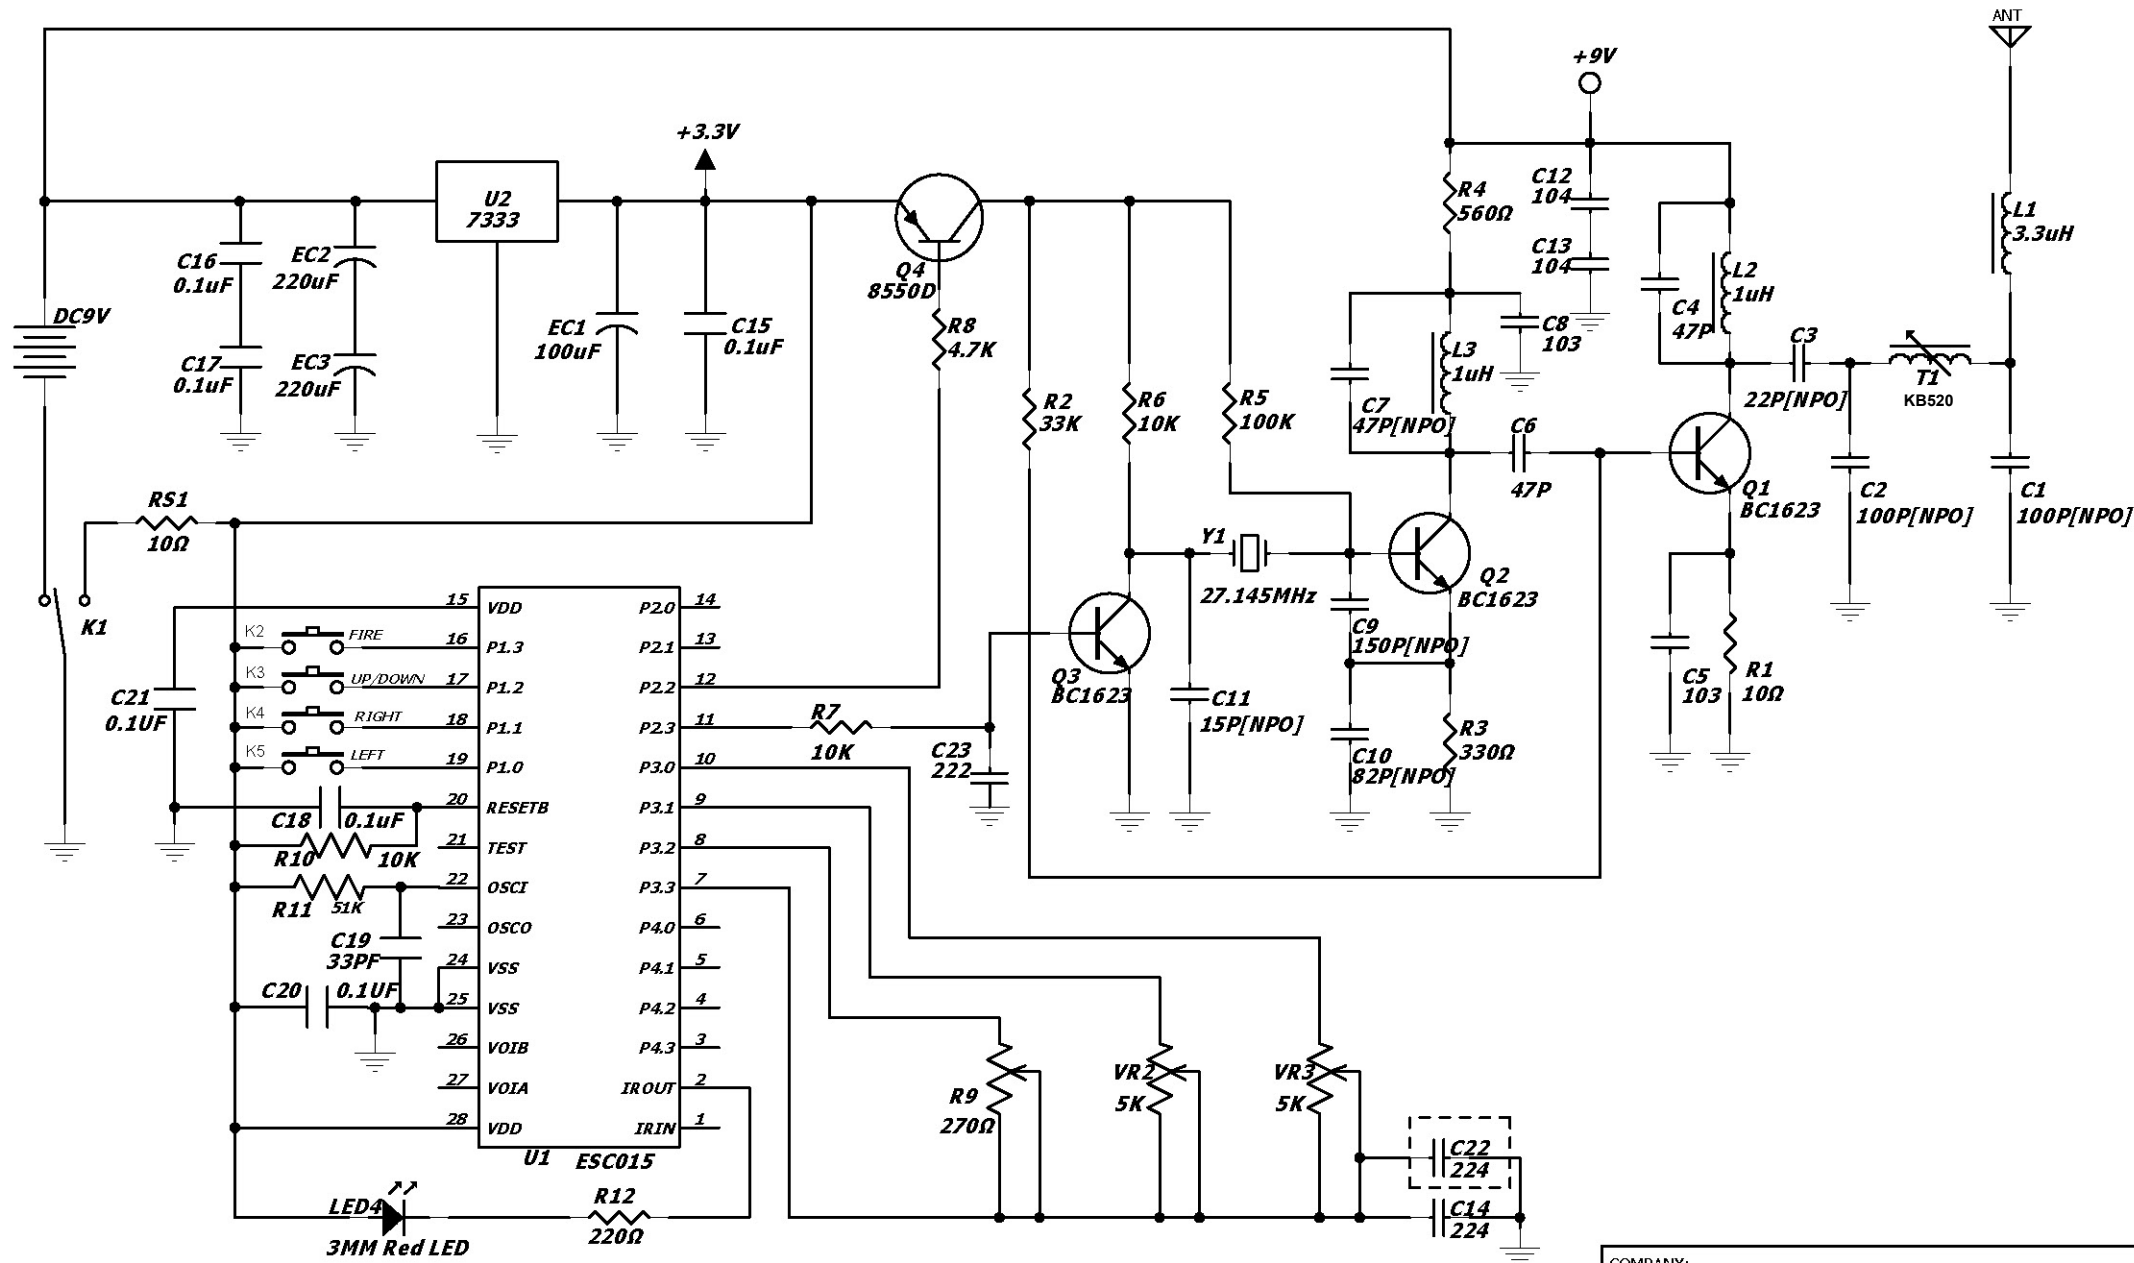 ANT
+9V
+3.3V
U2
7333
C16
0.1uF
EC2
220uF
C17
0.1uF
EC3
220uF
DC9V
EC1
100uF
C15
0.1uF
Q4
8550D
R8
4.7K
R2
33K
R6
10K
R5
100K
R4
560Ω
C12
104
C13
104
C8
103
L3
1uH
C7
47P[NPO]
C6
47P
C4
47P
L2
1uH
L1
3.3uH
C3
22P[NPO]
T1
KB520
Q1
BC1623
C2
100P[NPO]
C1
100P[NPO]
RS1
10Ω
K1
Y1
27.145MHz
Q2
BC1623
C9
150P[NPO]
Q3
BC1623
C11
15P[NPO]
C10
82P[NPO]
R3
330Ω
C5
103
R1
10Ω
C21
0.1UF
K2 FIRE
K3 UP/DOWN
K4 RIGHT
K5 LEFT
C18 0.1uF
R10 10K
R11 51K
C19
33PF
C20 0.1UF
15 VDD P2.0 14
16 P1.3 P2.1 13
17 P1.2 P2.2 12
18 P1.1 P2.3 11
19 P1.0 P3.0 10
20 RESETB P3.1 9
21 TEST P3.2 8
22 OSCI P3.3 7
23 OSCO P4.0 6
24 VSS P4.1 5
25 VSS P4.2 4
26 VOIB P4.3 3
27 VOIA IROUT 2
28 VDD IRIN 1
U1 ESC015
R7
10K
C23
222
R9
270Ω
VR2
5K
VR3
5K
C22
224
C14
224
LED4
3MM Red LED
R12
220Ω
COMPANY: